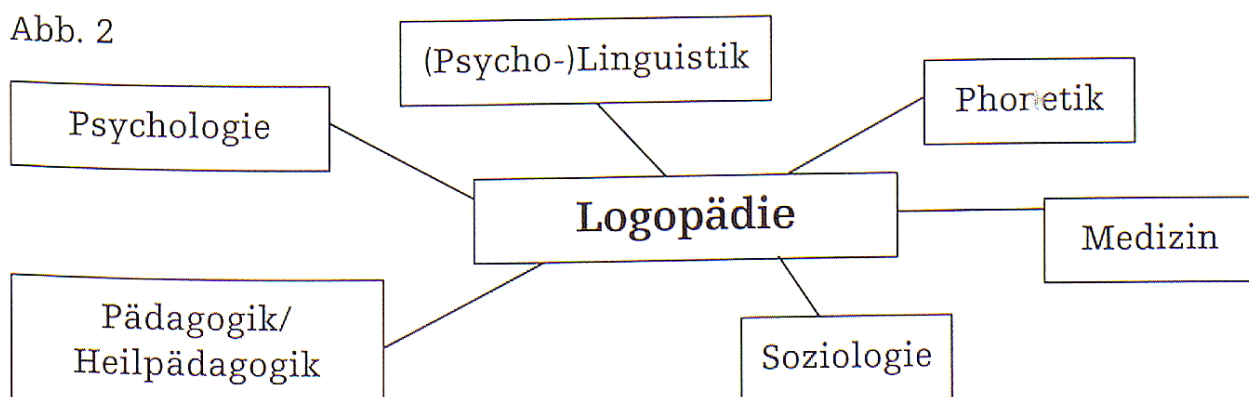 Abb. 2
(Psycho-)Linguistik
Psychologie
Phonetik
Logopädie
Medizin
Pädagogik/
Heilpädagogik
Soziologie